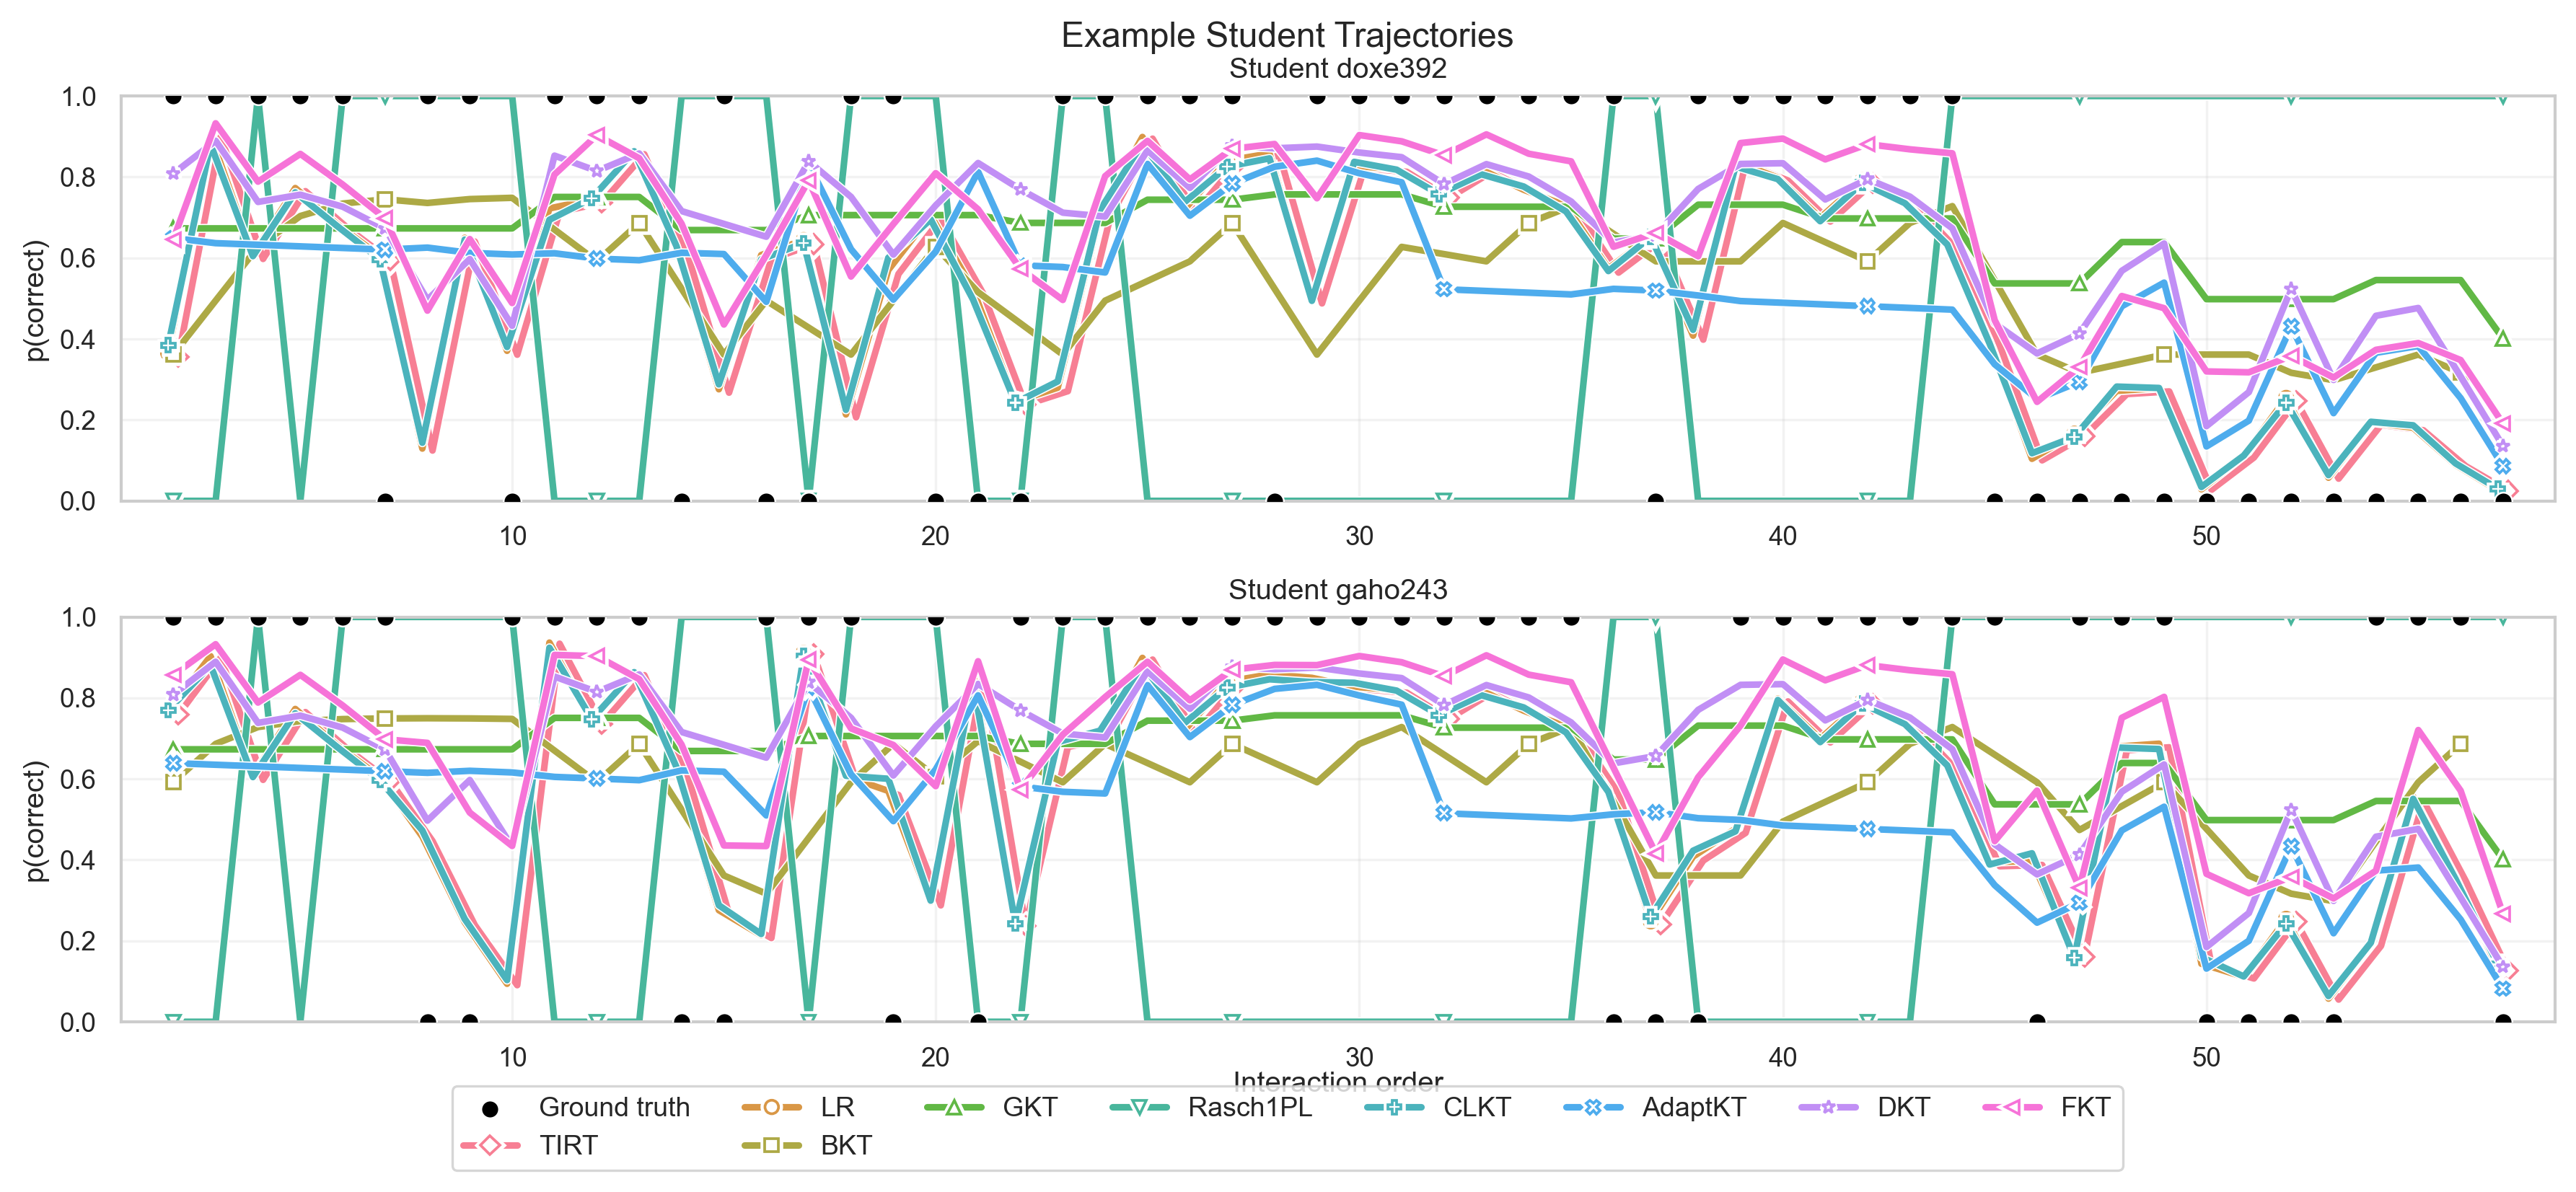 Example Student Trajectories
Student doxe392
1.0
0.8
0.6
0.4
0.2
0.0
p(correct)
10 20 30 40 50
Student gaho243
1.0
0.8
0.6
0.4
0.2
0.0
p(correct)
10 20 30 40 50
Interaction order
Ground truth LR GKT Rasch1PL CLKT AdaptKT DKT FKT
TIRT BKT